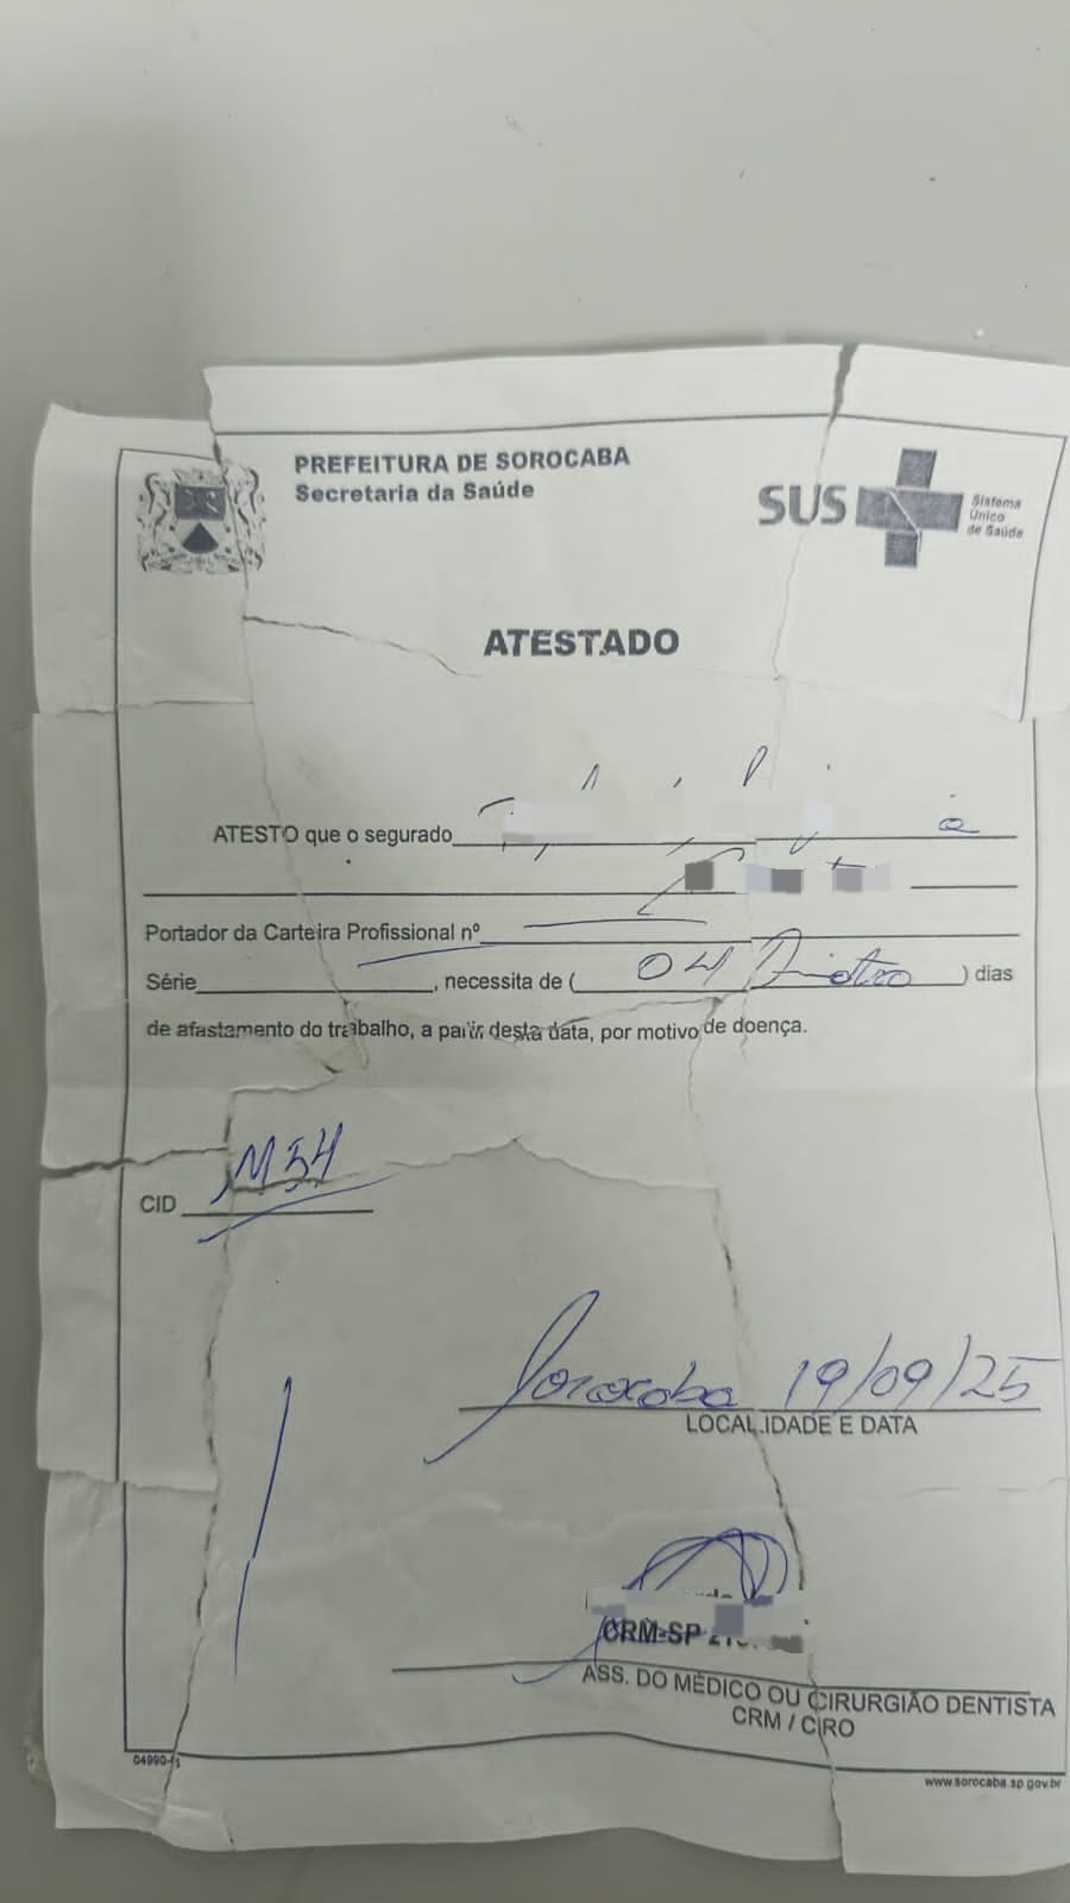 PREFEITURA DE SOROCABA
Secretaria da Saúde
SUS
Sistema
Único
de Saúde
ATESTADO
ATESTO que o segurado
Portador da Carteira Profissional nº
Série , necessita de ( 04 ) dias
de afastamento do trabalho, a partir desta data, por motivo de doença.
CID M54
Sorocaba 19/09/25
LOCALIDADE E DATA
CRM-SP
ASS. DO MÉDICO OU CIRURGIÃO DENTISTA
CRM / CIRO
04990-
www.sorocaba.sp.gov.br